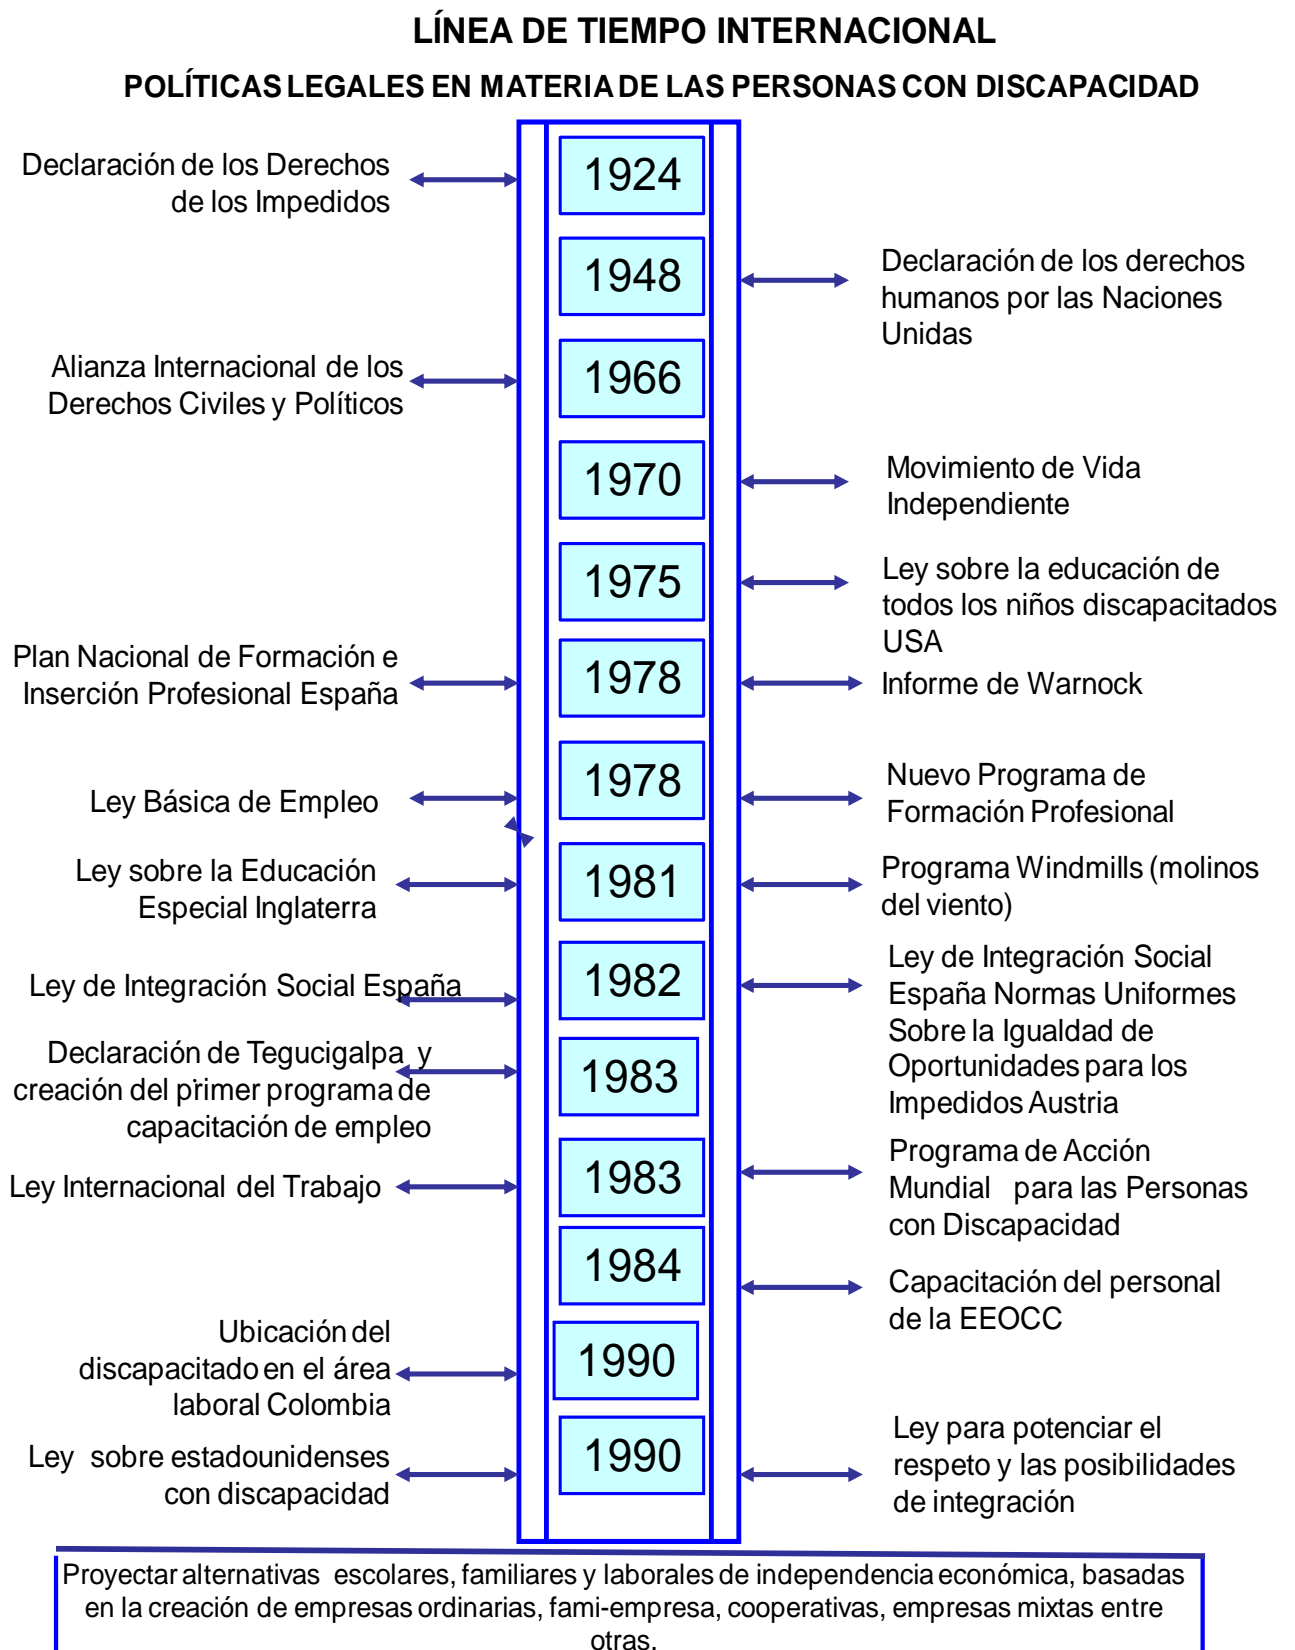 LÍNEA DE TIEMPO INTERNACIONAL
POLÍTICAS LEGALES EN MATERIA DE LAS PERSONAS CON DISCAPACIDAD
Declaración de los Derechos
de los Impedidos
1924
1948
Declaración de los derechos
humanos por las Naciones
Unidas
Alianza Internacional de los
Derechos Civiles y Políticos
1966
1970
Movimiento de Vida
Independiente
1975
Ley sobre la educación de
todos los niños discapacitados
USA
Plan Nacional de Formación e
Inserción Profesional España
1978
Informe de Warnock
Ley Básica de Empleo
1978
Nuevo Programa de
Formación Profesional
Ley sobre la Educación
Especial Inglaterra
1981
Programa Windmills (molinos
del viento)
Ley de Integración Social España
1982
Ley de Integración Social
España Normas Uniformes
Sobre la Igualdad de
Oportunidades para los
Impedidos Austria
Declaración de Tegucigalpa y
creación del primer programa de
capacitación de empleo
1983
Ley Internacional del Trabajo
1983
Programa de Acción
Mundial para las Personas
con Discapacidad
1984
Capacitación del personal
de la EEOCC
Ubicación del
discapacitado en el área
laboral Colombia
1990
Ley sobre estadounidenses
con discapacidad
1990
Ley para potenciar el
respeto y las posibilidades
de integración
Proyectar alternativas escolares, familiares y laborales de independencia económica, basadas
en la creación de empresas ordinarias, fami-empresa, cooperativas, empresas mixtas entre
otras.